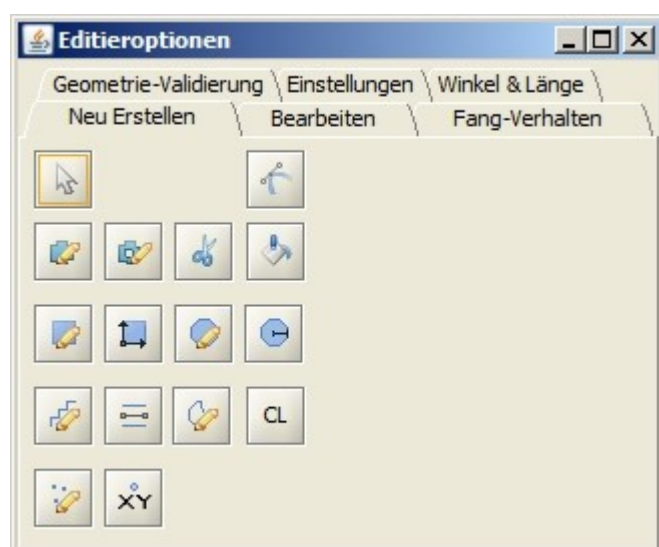 Editieroptionen
Geometrie-Validierung Einstellungen Winkel & Länge
Neu Erstellen Bearbeiten Fang-Verhalten
CL
XY